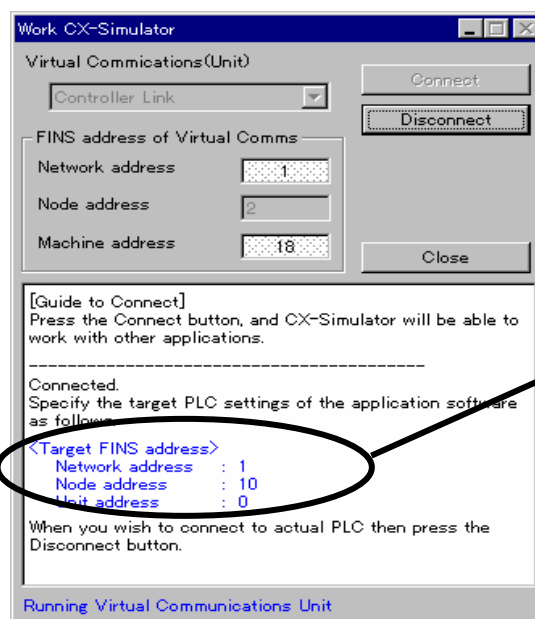 Work CX-Simulator
Virtual Commications(Unit)
Controller Link
Connect
Disconnect
FINS address of Virtual Comms
Network address 1
Node address 2
Machine address 18
Close
[Guide to Connect]
Press the Connect button, and CX-Simulator will be able to
work with other applications.
------------------------------------------
Connected.
Specify the target PLC settings of the application software
as follows.
<Target FINS address>
Network address : 1
Node address : 10
Unit address : 0
When you wish to connect to actual PLC then press the
Disconnect button.
Running Virtual Communications Unit